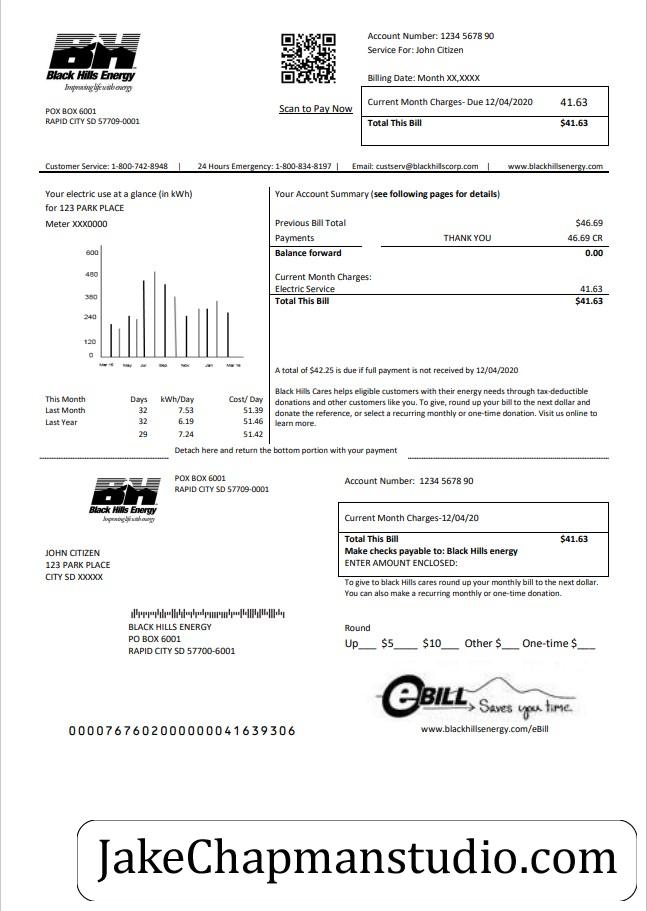 BH
Black Hills Energy
Improving life with energy
POX BOX 6001
RAPID CITY SD 57709-0001
Scan to Pay Now
Account Number: 1234 5678 90
Service For: John Citizen
Billing Date: Month XX,XXXX
Current Month Charges- Due 12/04/2020 41.63
Total This Bill $41.63
Customer Service: 1-800-742-8948 | 24 Hours Emergency: 1-800-834-8197 | Email: custserv@blackhillscorp.com | www.blackhillsenergy.com
Your electric use at a glance (in kWh)
for 123 PARK PLACE
Meter XXX0000
600
480
380
240
120
0
Mar 15 May Jul Sep Nov Jan Mar 16
This Month Days kWh/Day Cost/ Day
Last Month 32 7.53 51.39
Last Year 32 6.19 51.46
29 7.24 51.42
Your Account Summary (see following pages for details)
Previous Bill Total $46.69
Payments THANK YOU 46.69 CR
Balance forward 0.00
Current Month Charges:
Electric Service 41.63
Total This Bill $41.63
A total of $42.25 is due if full payment is not received by 12/04/2020
Black Hills Cares helps eligible customers with their energy needs through tax-deductible
donations and other customers like you. To give, round up your bill to the next dollar and
donate the reference, or select a recurring monthly or one-time donation. Visit us online to
learn more.
Detach here and return the bottom portion with your payment
BH
Black Hills Energy
Improving life with energy
POX BOX 6001
RAPID CITY SD 57709-0001
Account Number: 1234 5678 90
Current Month Charges-12/04/20
Total This Bill $41.63
Make checks payable to: Black Hills energy
ENTER AMOUNT ENCLOSED:
To give to black Hills cares round up your monthly bill to the next dollar.
You can also make a recurring monthly or one-time donation.
JOHN CITIZEN
123 PARK PLACE
CITY SD XXXXX
BLACK HILLS ENERGY
PO BOX 6001
RAPID CITY SD 57700-6001
Round
Up___ $5____ $10___ Other $___ One-time $___
eBILL Saves you time.
www.blackhillsenergy.com/eBill
0000767602000000041639306
JakeChapmanstudio.com